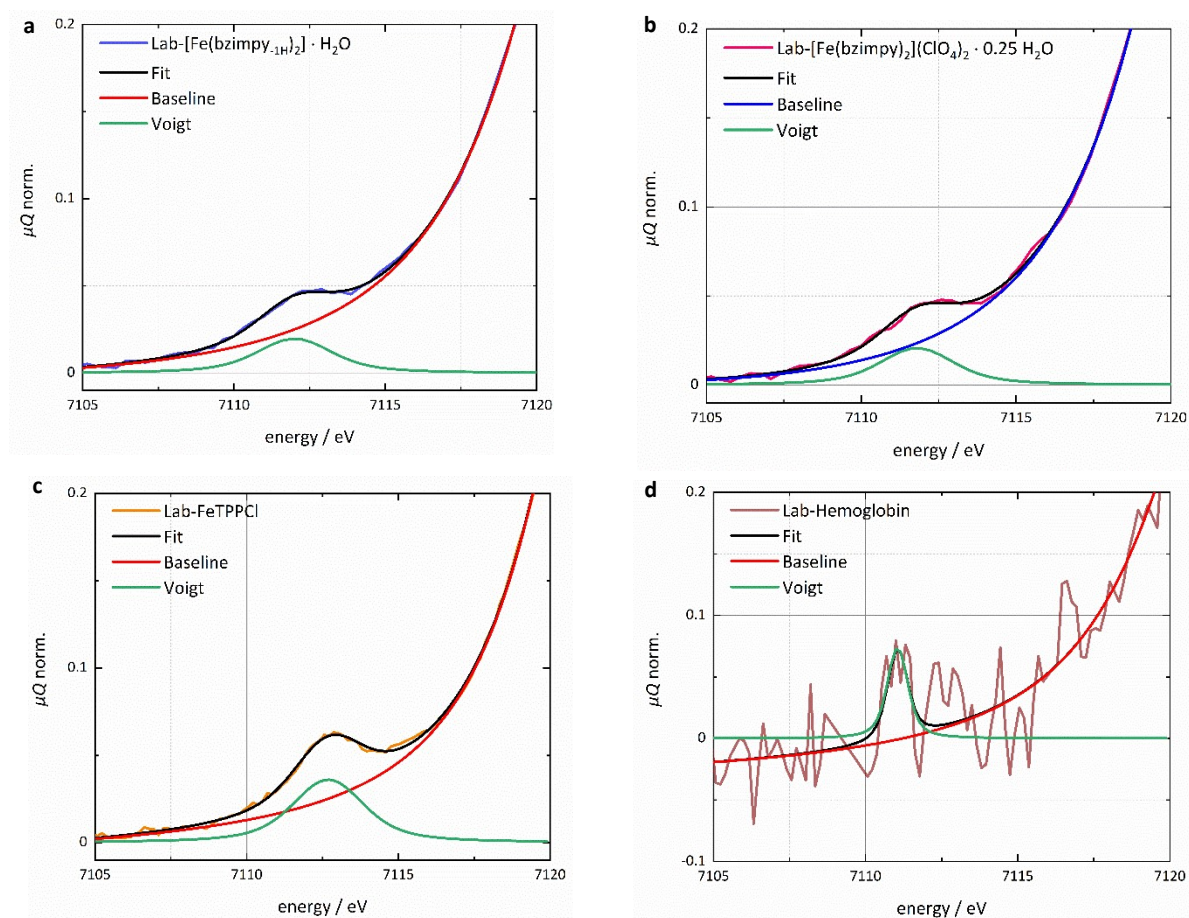 a
0.2
Lab-[Fe(bzimpy₋₁H)₂] · H₂O
Fit
Baseline
Voigt
0.1
0
μQ norm.
7105
7110
7115
7120
energy / eV
b
0.2
Lab-[Fe(bzimpy)₂](ClO₄)₂ · 0.25 H₂O
Fit
Baseline
Voigt
0.1
0
μQ norm.
7105
7110
7115
7120
energy / eV
c
0.2
Lab-FeTPPCl
Fit
Baseline
Voigt
0.1
0
μQ norm.
7105
7110
7115
7120
energy / eV
d
0.2
Lab-Hemoglobin
Fit
Baseline
Voigt
0.1
0
-0.1
μQ norm.
7105
7110
7115
7120
energy / eV